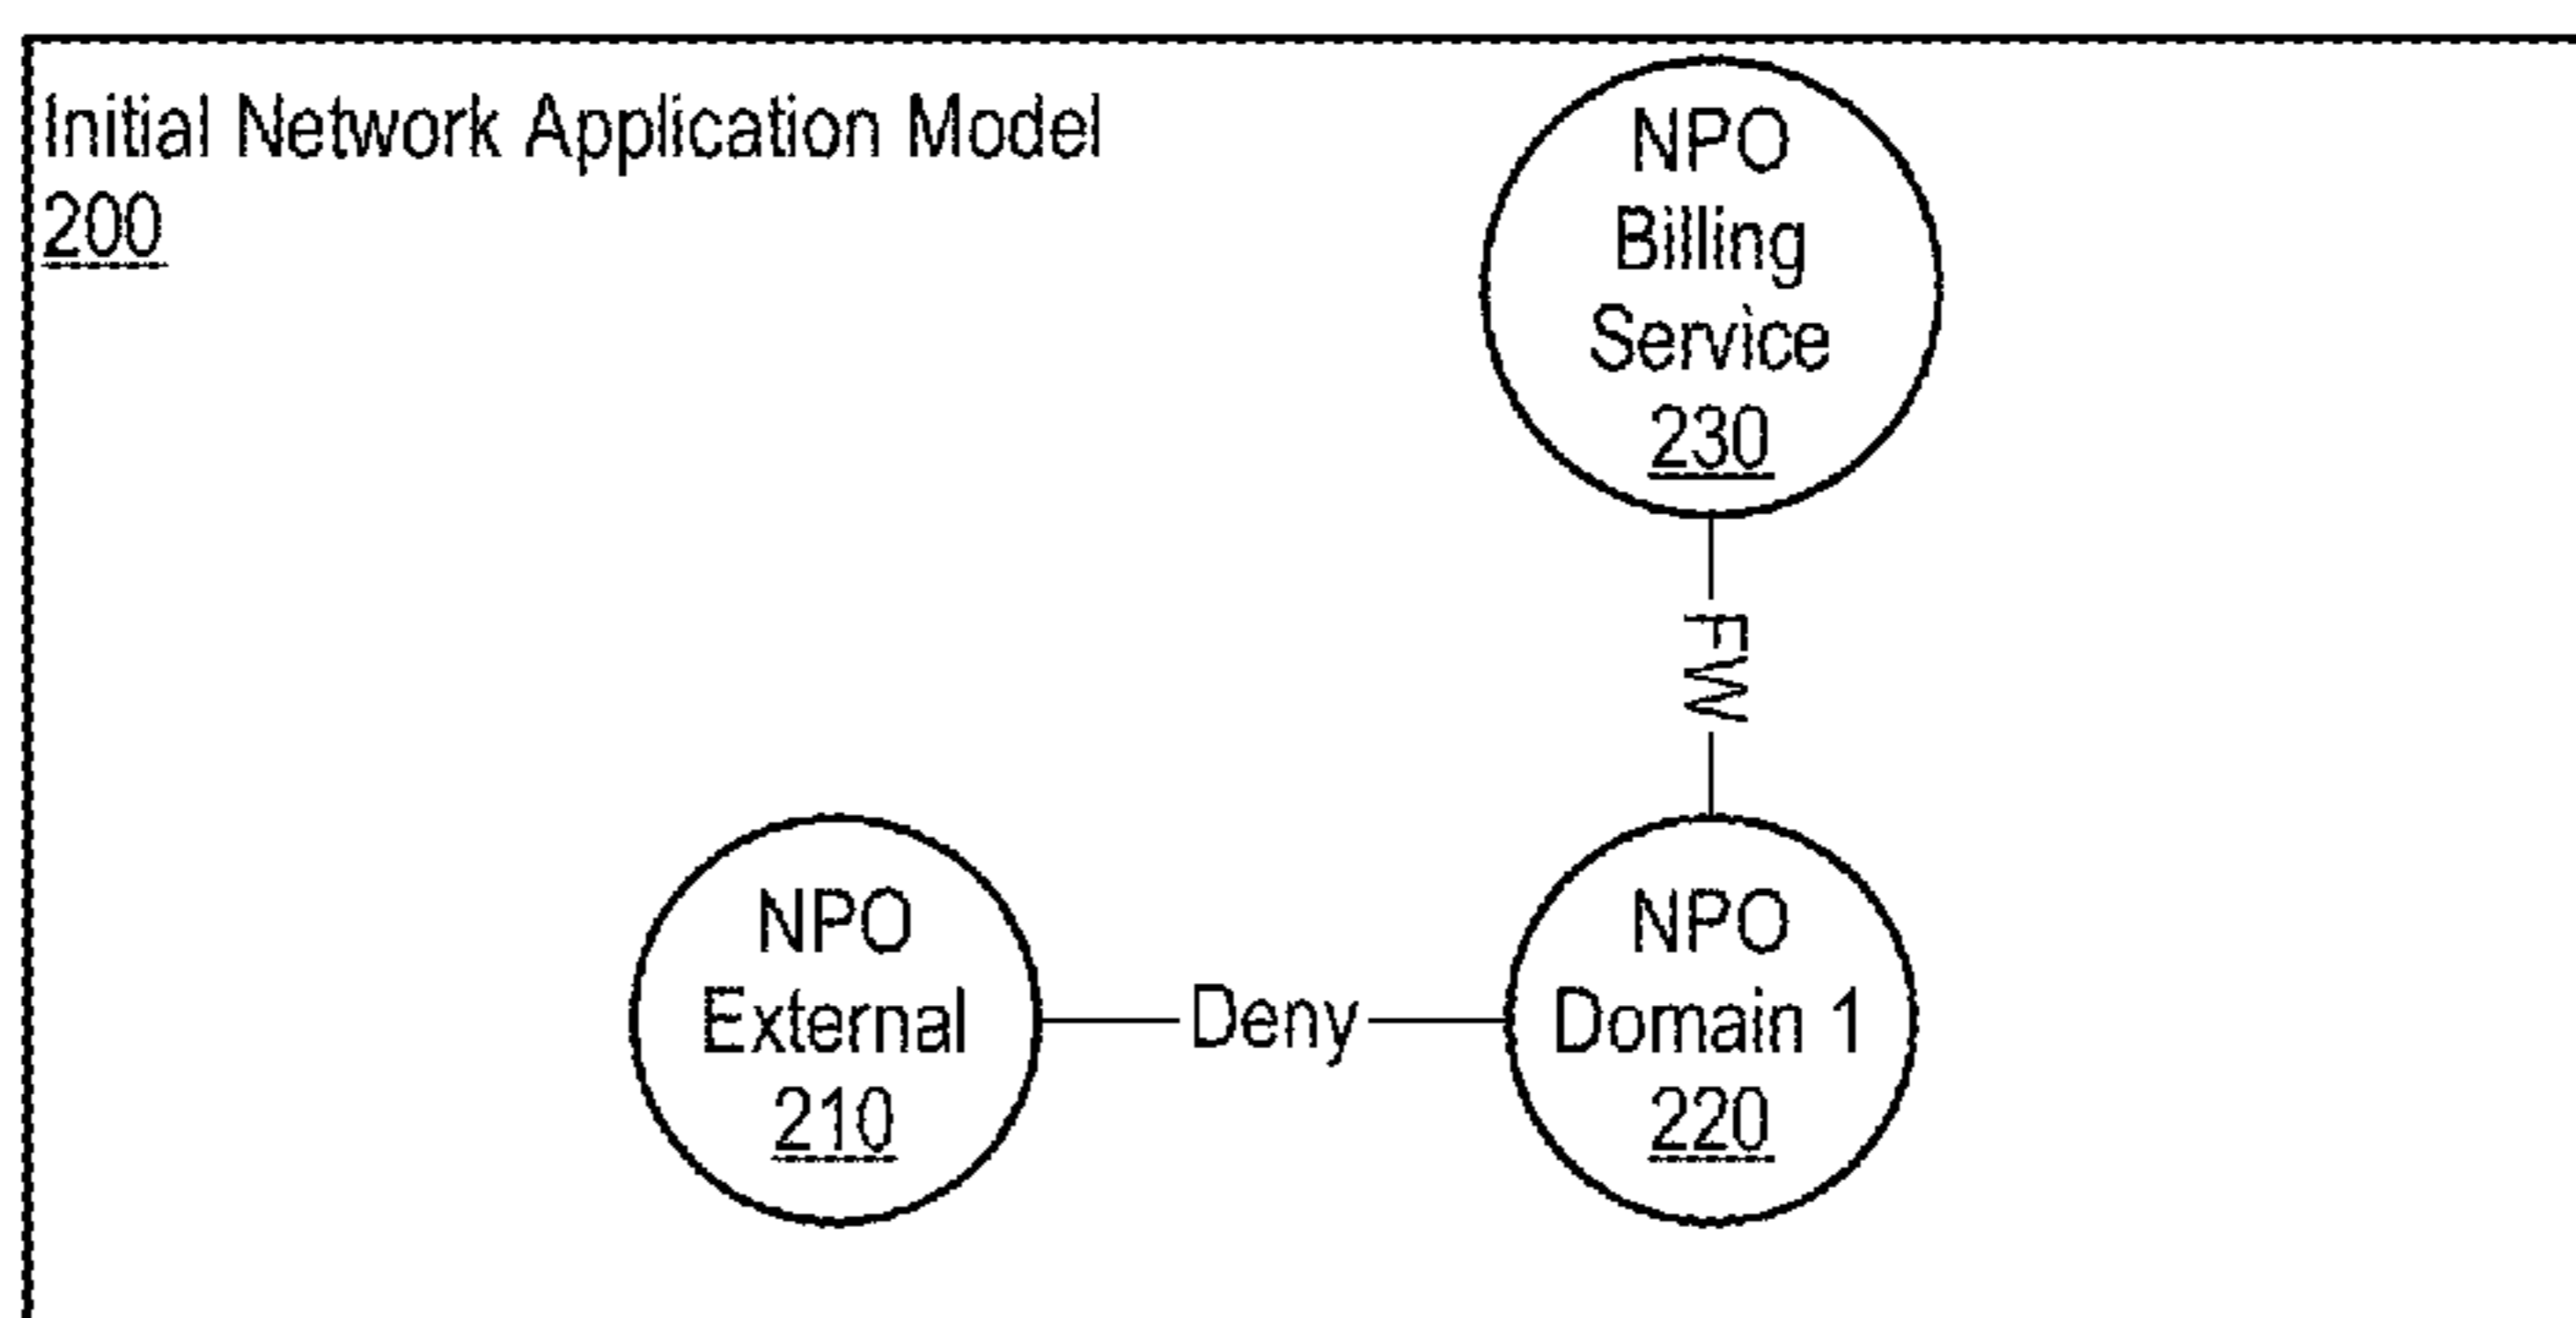 Initial Network Application Model
200
NPO
Billing
Service
230
FW
NPO
External
210
Deny
NPO
Domain 1
220